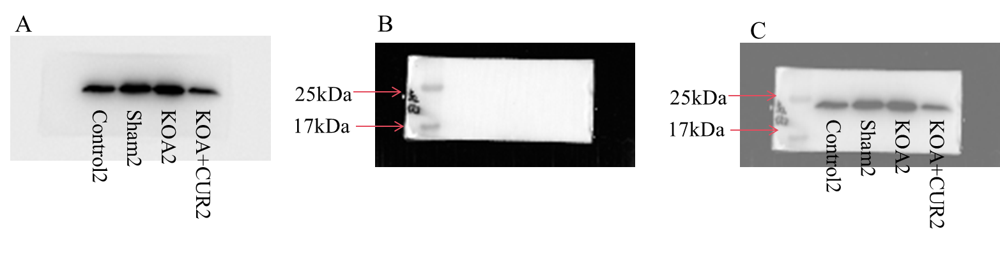 A
Control2
Sham2
KOA2
KOA+CUR2
B
25kDa
17kDa
C
25kDa
17kDa
Control2
Sham2
KOA2
KOA+CUR2